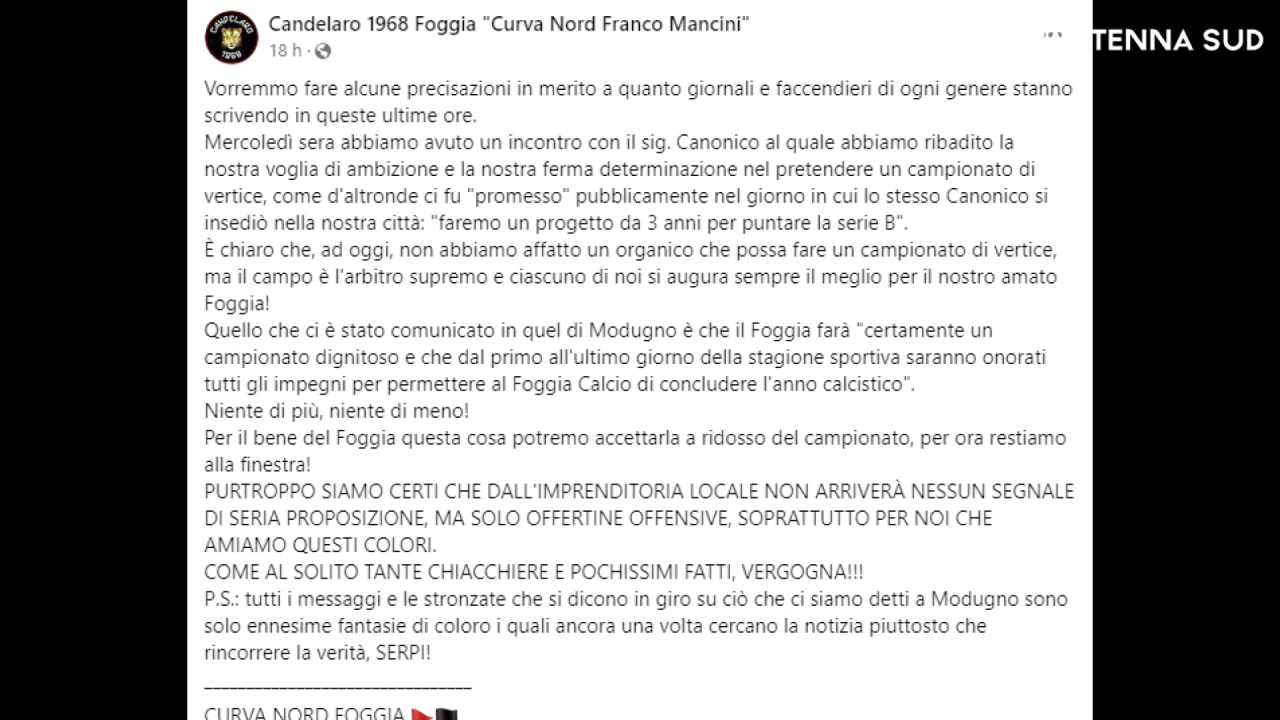 Candelaro 1968 Foggia "Curva Nord Franco Mancini"
18 h ·
TENNA SUD
Vorremmo fare alcune precisazioni in merito a quanto giornali e faccendieri di ogni genere stanno
scrivendo in queste ultime ore.
Mercoledì sera abbiamo avuto un incontro con il sig. Canonico al quale abbiamo ribadito la
nostra voglia di ambizione e la nostra ferma determinazione nel pretendere un campionato di
vertice, come d'altronde ci fu "promesso" pubblicamente nel giorno in cui lo stesso Canonico si
insediò nella nostra città: "faremo un progetto da 3 anni per puntare la serie B".
È chiaro che, ad oggi, non abbiamo affatto un organico che possa fare un campionato di vertice,
ma il campo è l'arbitro supremo e ciascuno di noi si augura sempre il meglio per il nostro amato
Foggia!
Quello che ci è stato comunicato in quel di Modugno è che il Foggia farà "certamente un
campionato dignitoso e che dal primo all'ultimo giorno della stagione sportiva saranno onorati
tutti gli impegni per permettere al Foggia Calcio di concludere l'anno calcistico".
Niente di più, niente di meno!
Per il bene del Foggia questa cosa potremo accettarla a ridosso del campionato, per ora restiamo
alla finestra!
PURTROPPO SIAMO CERTI CHE DALL'IMPRENDITORIA LOCALE NON ARRIVERÀ NESSUN SEGNALE
DI SERIA PROPOSIZIONE, MA SOLO OFFERTINE OFFENSIVE, SOPRATTUTTO PER NOI CHE
AMIAMO QUESTI COLORI.
COME AL SOLITO TANTE CHIACCHIERE E POCHISSIMI FATTI, VERGOGNA!!!
P.S.: tutti i messaggi e le stronzate che si dicono in giro su ciò che ci siamo detti a Modugno sono
solo ennesime fantasie di coloro i quali ancora una volta cercano la notizia piuttosto che
rincorrere la verità, SERPI!
________________________________
CURVA NORD FOGGIA
CANDELARO
1968